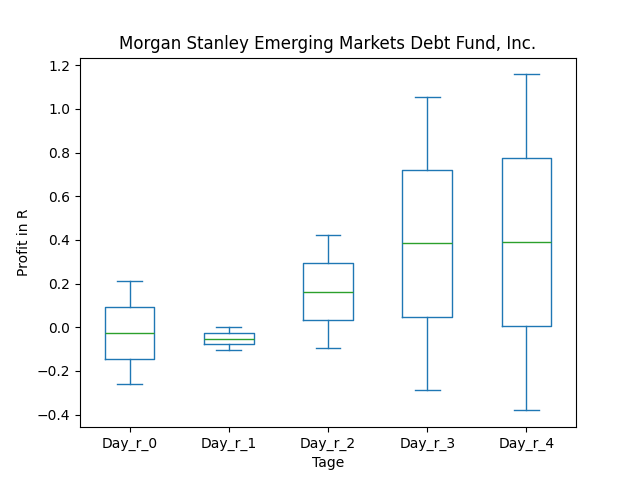 Morgan Stanley Emerging Markets Debt Fund, Inc.
1.2
1.0
0.8
0.6
0.4
0.2
0.0
−0.2
−0.4
Profit in R
Day_r_0 Day_r_1 Day_r_2 Day_r_3 Day_r_4
Tage